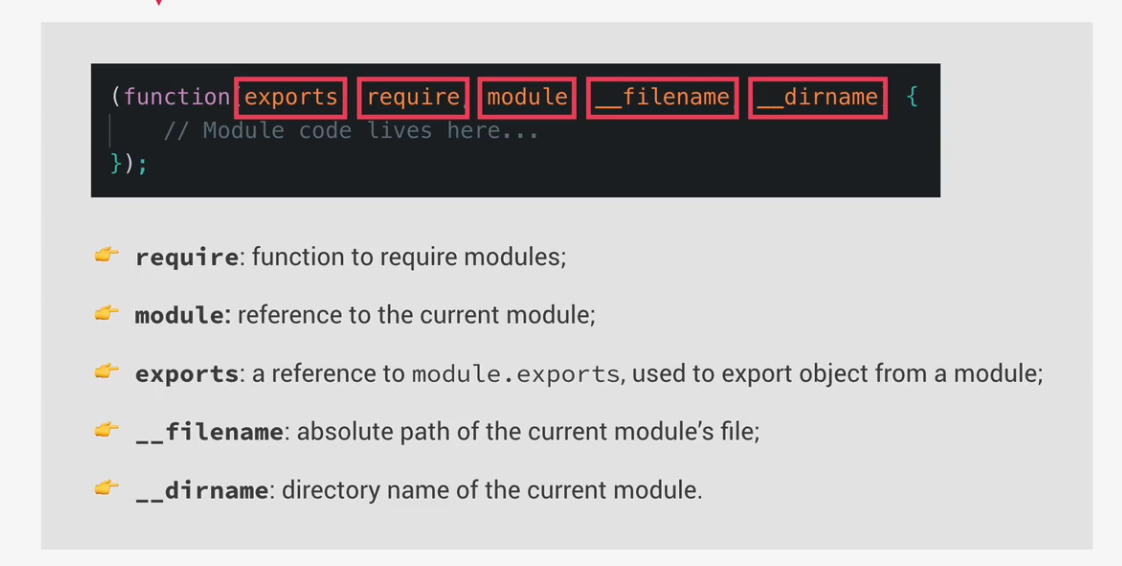 (function(exports, require, module, __filename, __dirname) {
// Module code lives here...
});
require: function to require modules;
module: reference to the current module;
exports: a reference to module.exports, used to export object from a module;
__filename: absolute path of the current module’s file;
__dirname: directory name of the current module.